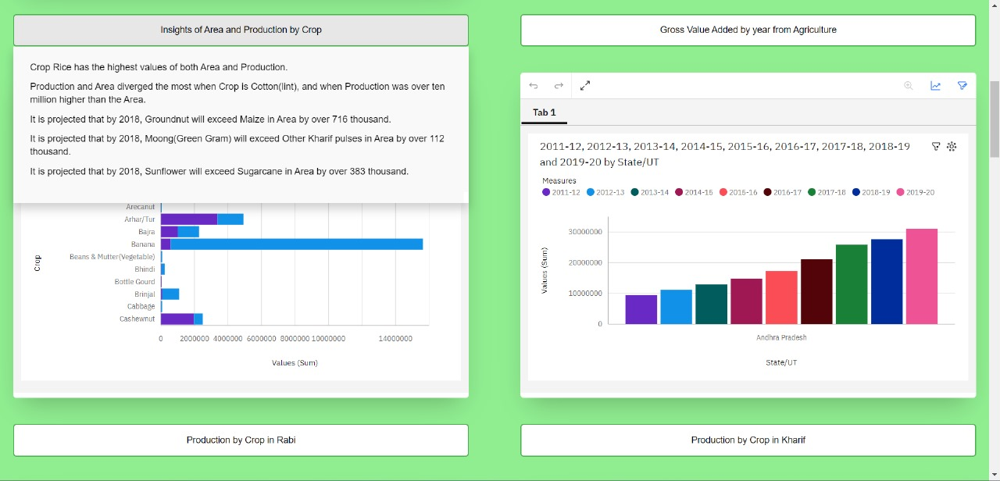 Insights of Area and Production by Crop
Crop Rice has the highest values of both Area and Production.
Production and Area diverged the most when Crop is Cotton(lint), and when Production was over ten
million higher than the Area.
It is projected that by 2018, Groundnut will exceed Maize in Area by over 716 thousand.
It is projected that by 2018, Moong(Green Gram) will exceed Other Kharif pulses in Area by over 112
thousand.
It is projected that by 2018, Sunflower will exceed Sugarcane in Area by over 383 thousand.
Crop
Arecanut
Arhar/Tur
Bajra
Banana
Beans & Mutter(Vegetable)
Bhindi
Bottle Gourd
Brinjal
Cabbage
Cashewnut
0 2000000 4000000 6000000 8000000 10000000 14000000
Values (Sum)
Gross Value Added by year from Agriculture
Tab 1
2011-12, 2012-13, 2013-14, 2014-15, 2015-16, 2016-17, 2017-18, 2018-19
and 2019-20 by State/UT
Measures
2011-12 2012-13 2013-14 2014-15 2015-16 2016-17 2017-18 2018-19 2019-20
Values (Sum)
30000000
20000000
10000000
0
Andhra Pradesh
State/UT
Production by Crop in Rabi
Production by Crop in Kharif